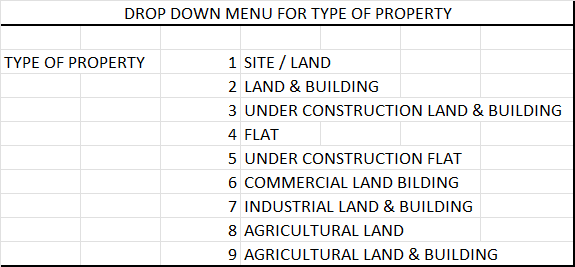 DROP DOWN MENU FOR TYPE OF PROPERTY
TYPE OF PROPERTY 1 SITE / LAND
2 LAND & BUILDING
3 UNDER CONSTRUCTION LAND & BUILDING
4 FLAT
5 UNDER CONSTRUCTION FLAT
6 COMMERCIAL LAND BILDING
7 INDUSTRIAL LAND & BUILDING
8 AGRICULTURAL LAND
9 AGRICULTURAL LAND & BUILDING